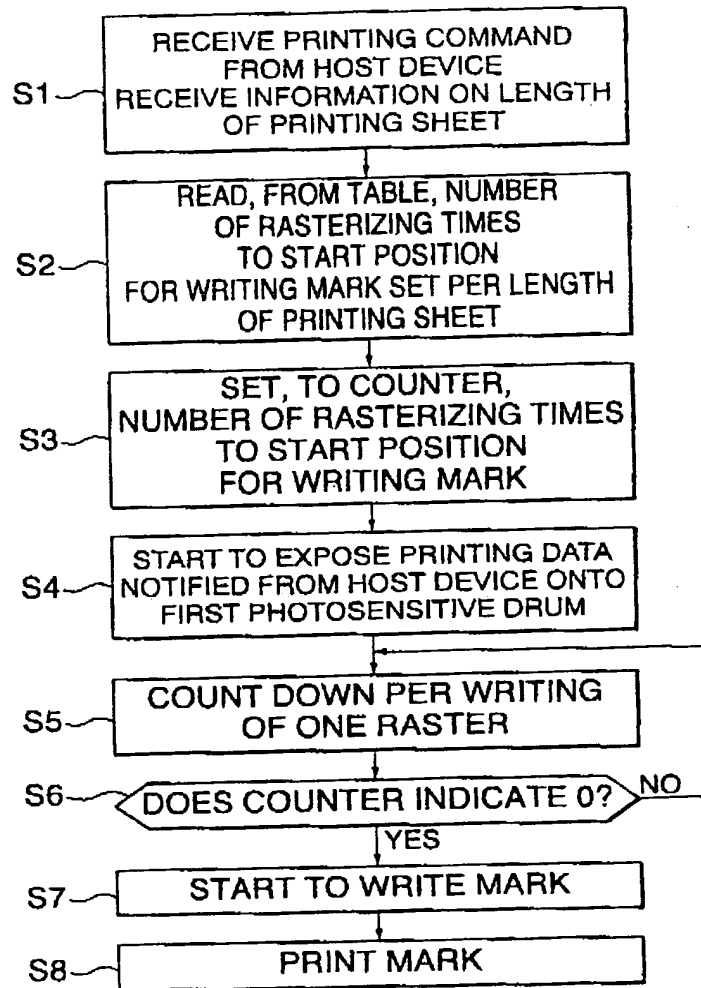 S1
RECEIVE PRINTING COMMAND
FROM HOST DEVICE
RECEIVE INFORMATION ON LENGTH
OF PRINTING SHEET
S2
READ, FROM TABLE, NUMBER
OF RASTERIZING TIMES
TO START POSITION
FOR WRITING MARK SET PER LENGTH
OF PRINTING SHEET
S3
SET, TO COUNTER,
NUMBER OF RASTERIZING TIMES
TO START POSITION
FOR WRITING MARK
S4
START TO EXPOSE PRINTING DATA
NOTIFIED FROM HOST DEVICE ONTO
FIRST PHOTOSENSITIVE DRUM
S5
COUNT DOWN PER WRITING
OF ONE RASTER
S6
DOES COUNTER INDICATE 0?
NO
YES
S7
START TO WRITE MARK
S8
PRINT MARK